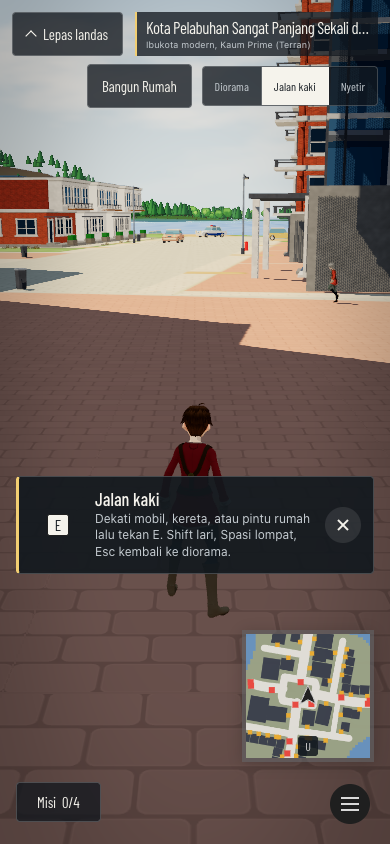 Lepas landas
Kota Pelabuhan Sangat Panjang Sekali d...
Ibukota modern, Kaum Prime (Terran)
Bangun Rumah
Diorama
Jalan kaki
Nyetir
E
Jalan kaki
Dekati mobil, kereta, atau pintu rumah
lalu tekan E. Shift lari, Spasi lompat,
Esc kembali ke diorama.
U
Misi 0/4